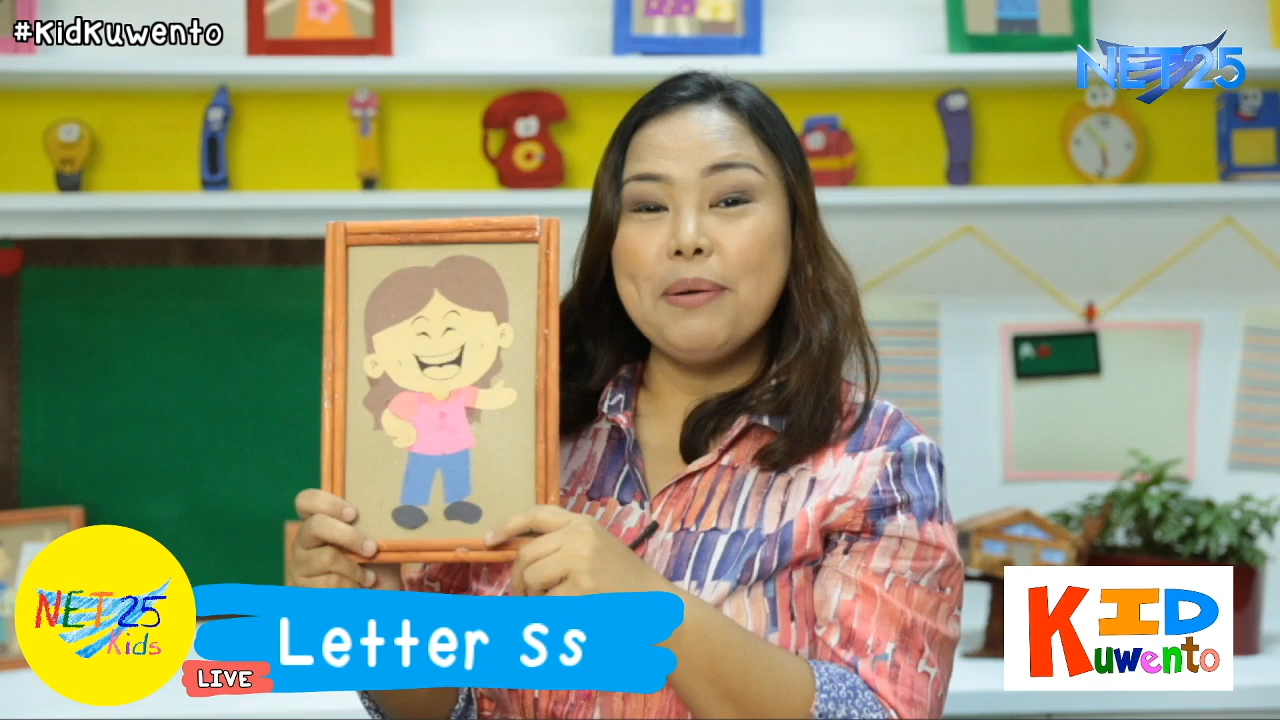 #KidKuwento
NET25
NET25
Kids
LIVE
Letter Ss
KID
Kuwento